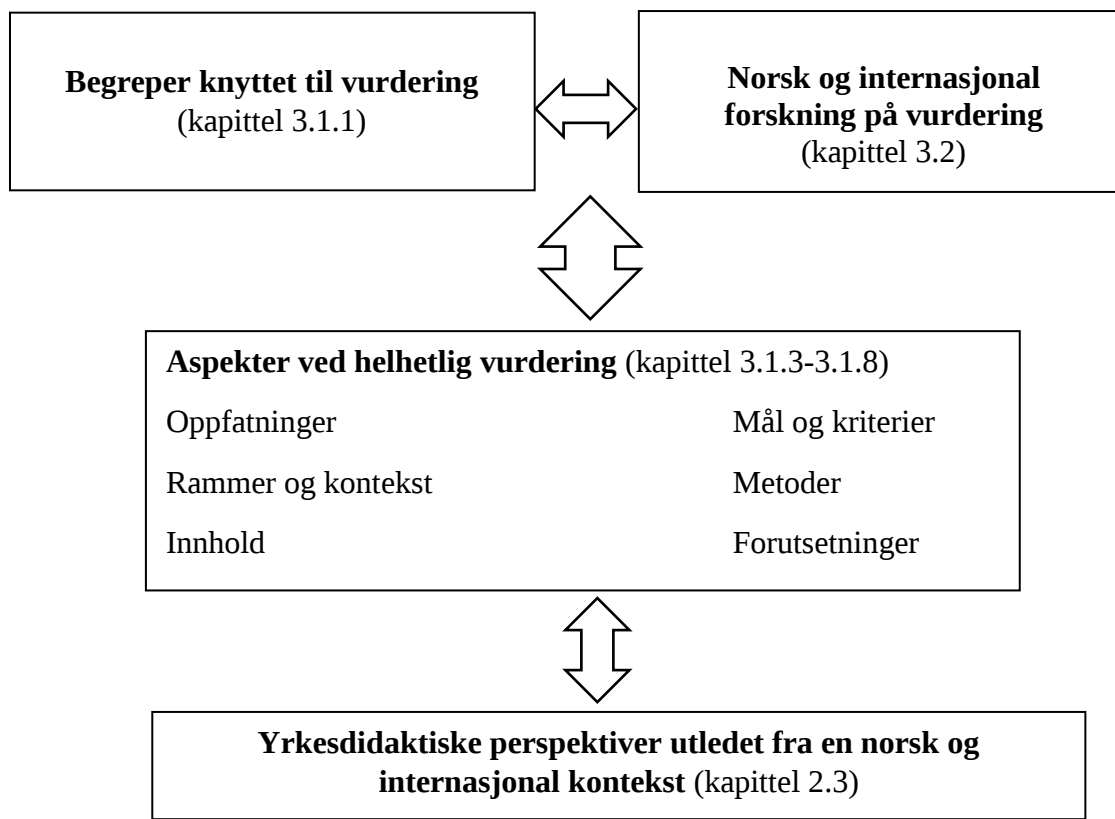 Begreper knyttet til vurdering
(kapittel 3.1.1)
Norsk og internasjonal
forskning på vurdering
(kapittel 3.2)
Aspekter ved helhetlig vurdering (kapittel 3.1.3-3.1.8)
Oppfatninger
Mål og kriterier
Rammer og kontekst
Metoder
Innhold
Forutsetninger
Yrkesdidaktiske perspektiver utledet fra en norsk og
internasjonal kontekst (kapittel 2.3)